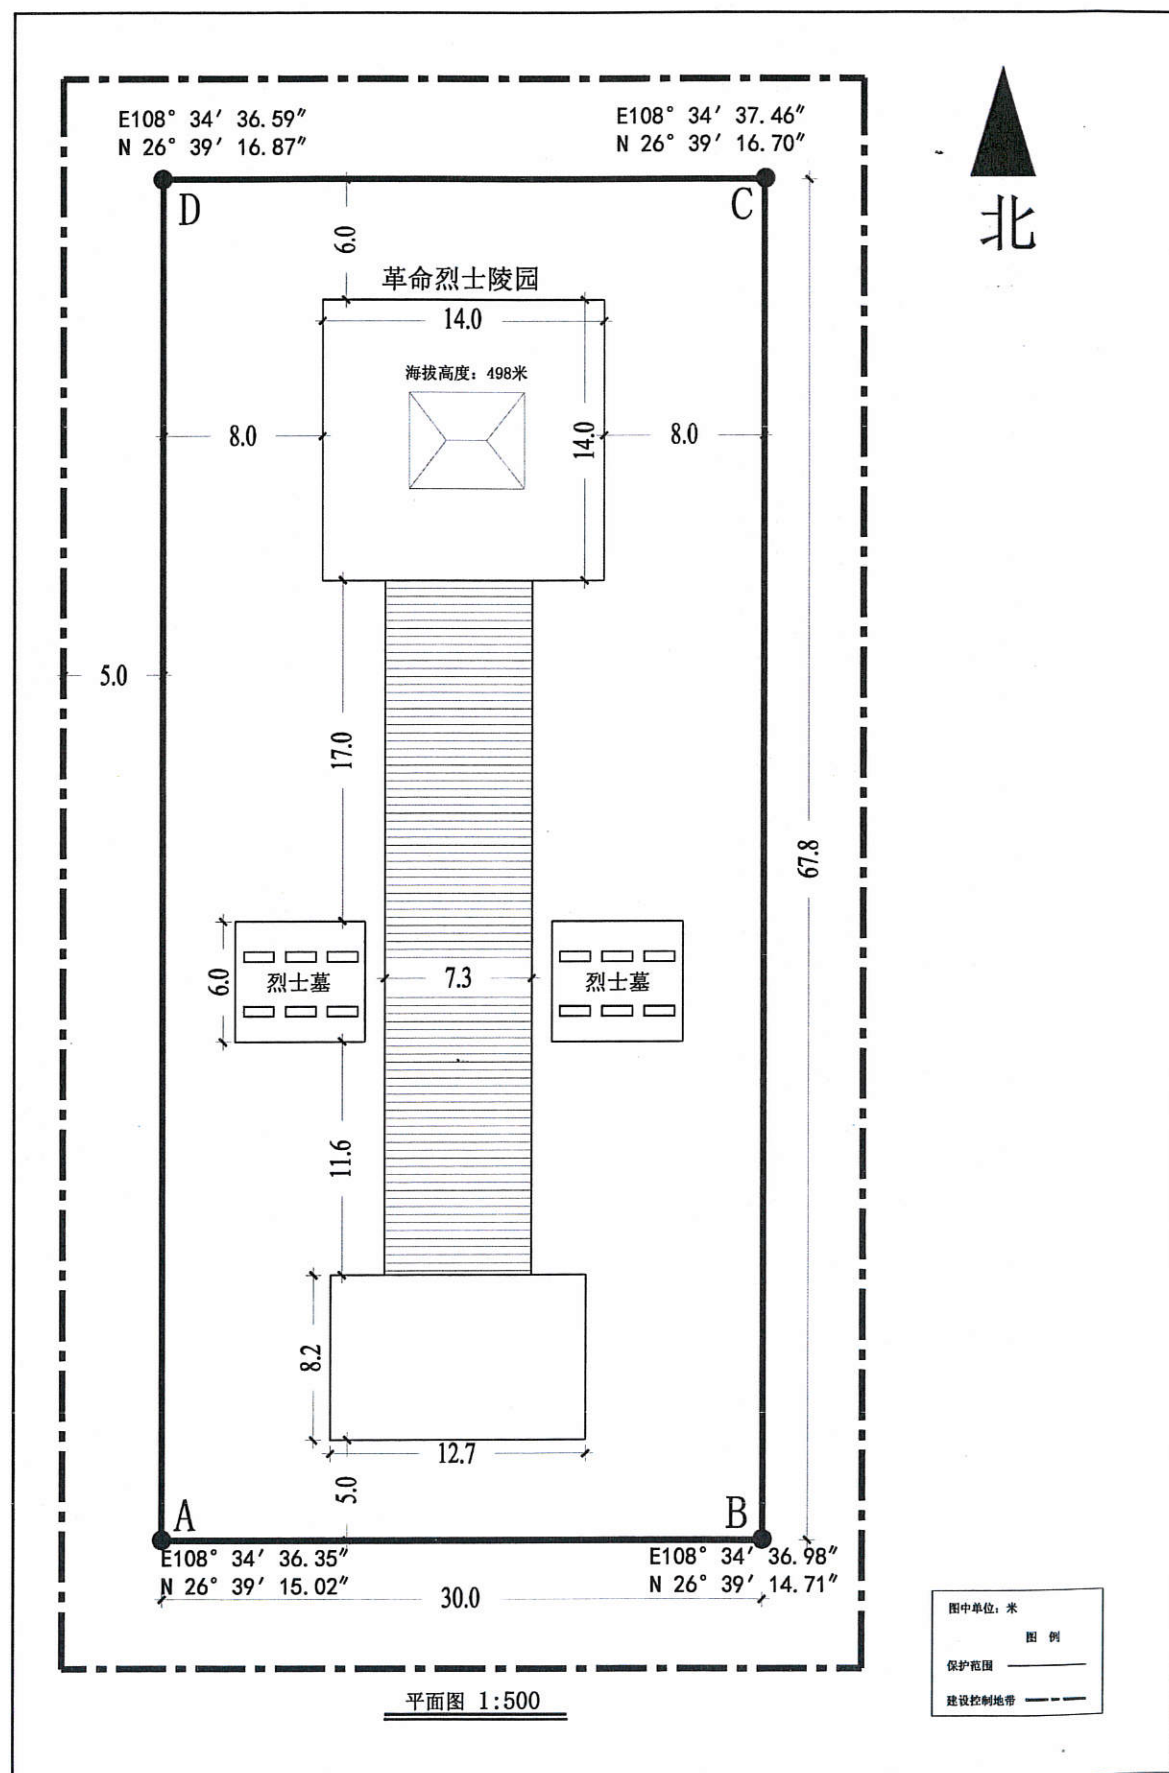 E108° 34′ 36.59″
N 26° 39′ 16.87″
E108° 34′ 37.46″
N 26° 39′ 16.70″
D
C
北
6.0
革命烈士陵园
14.0
海拔高度：498米
8.0
14.0
8.0
5.0
17.0
67.8
6.0
烈士墓
7.3
烈士墓
11.6
8.2
12.7
5.0
A
B
E108° 34′ 36.35″
N 26° 39′ 15.02″
E108° 34′ 36.98″
N 26° 39′ 14.71″
30.0
图中单位：米
图 例
保护范围
建设控制地带
平面图 1:500